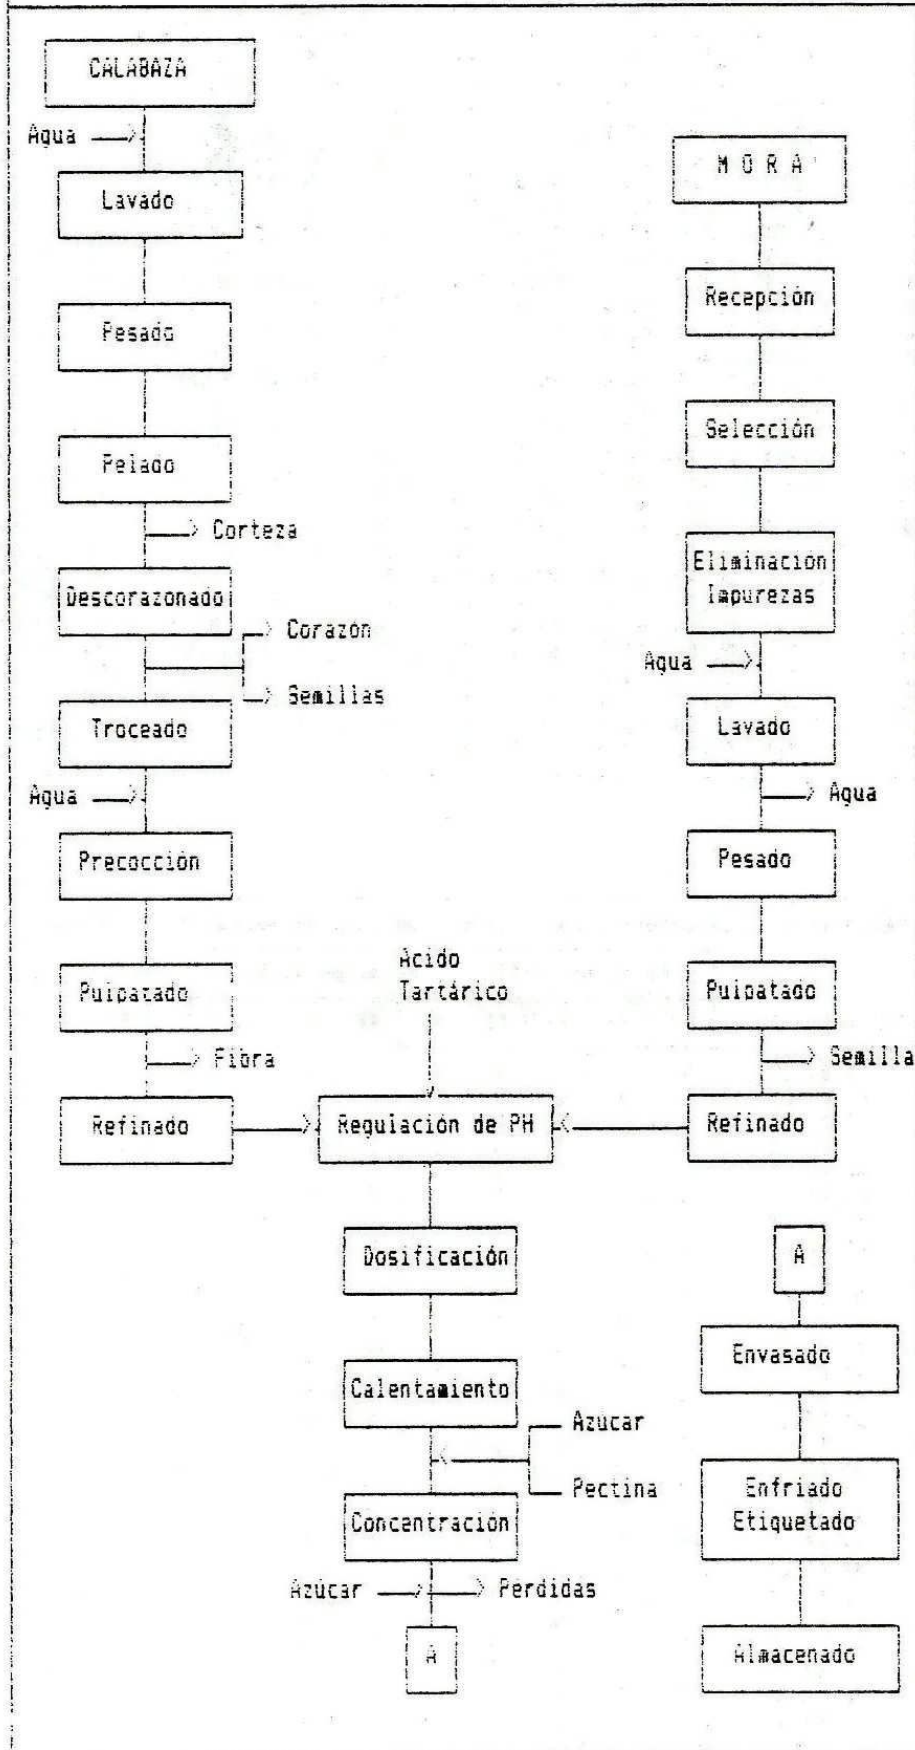 CALABAZA
Agua
Lavado
Pesado
Pelado
Corteza
Descorazonado
Corazón
Semillas
Troceado
Agua
Precocción
Pulpatado
Fibra
Refinado
M O R A
Recepción
Selección
Eliminación
Impurezas
Agua
Lavado
Agua
Pesado
Pulpatado
Semilla
Refinado
Acido
Tartárico
Regulación de PH
Dosificación
Calentamiento
Azúcar
Pectina
Concentración
Azúcar
Pérdidas
A
A
Envasado
Enfriado
Etiquetado
Almacenado